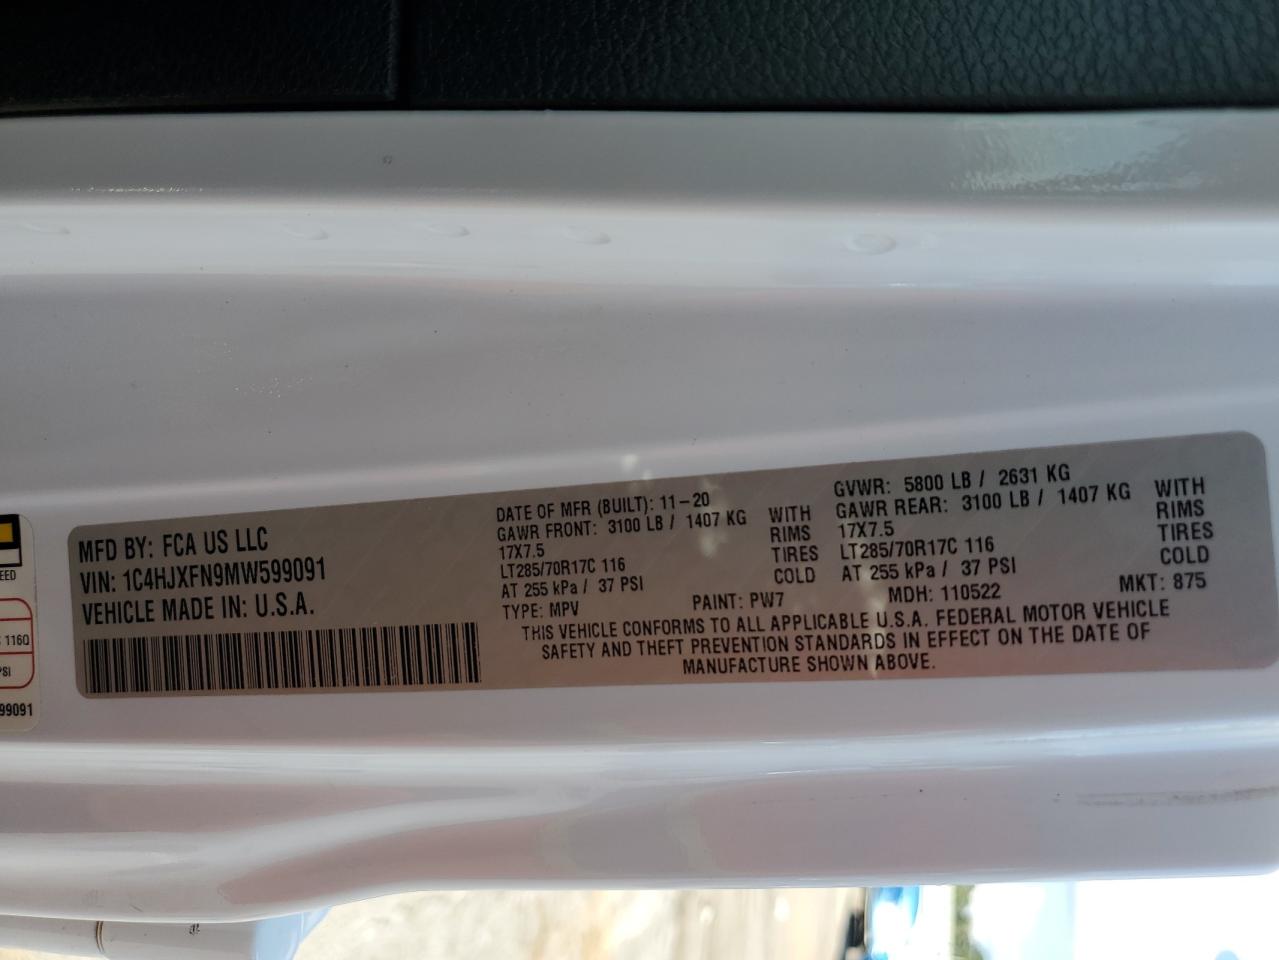 MFD BY: FCA US LLC
VIN: 1C4HJXFN9MW599091
VEHICLE MADE IN: U.S.A.
DATE OF MFR (BUILT): 11-20
GAWR FRONT: 3100 LB / 1407 KG WITH
17X7.5 RIMS
LT285/70R17C 116 TIRES
AT 255 kPa / 37 PSI COLD
GVWR: 5800 LB / 2631 KG
GAWR REAR: 3100 LB / 1407 KG WITH
17X7.5 RIMS
LT285/70R17C 116 TIRES
AT 255 kPa / 37 PSI COLD
TYPE: MPV PAINT: PW7 MDH: 110522 MKT: 875
THIS VEHICLE CONFORMS TO ALL APPLICABLE U.S.A. FEDERAL MOTOR VEHICLE
SAFETY AND THEFT PREVENTION STANDARDS IN EFFECT ON THE DATE OF
MANUFACTURE SHOWN ABOVE.
EED
116Q
PSI
99091